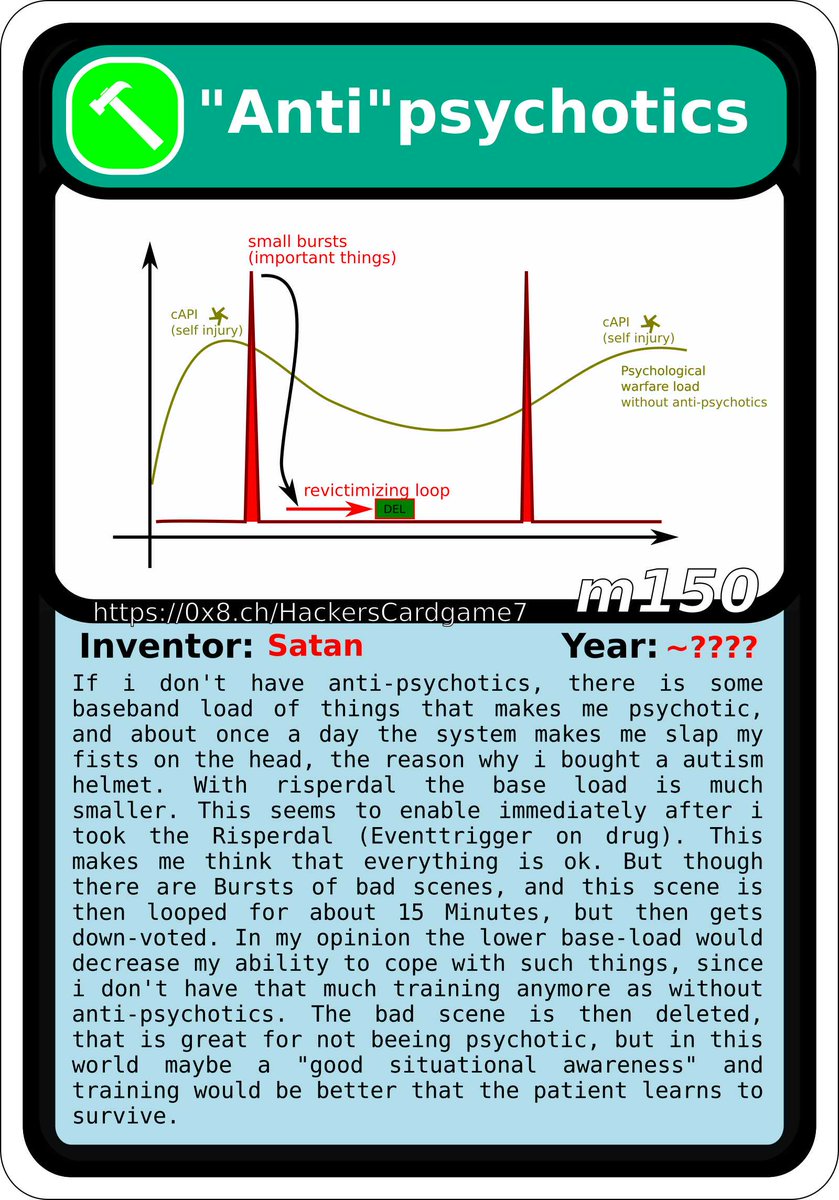 "Anti"psychotics
small bursts
(important things)
cAPI
(self injury)
cAPI
(self injury)
Psychological
warfare load
without anti-psychotics
revictimizing loop
DEL
m150
https://0x8.ch/HackersCardgame7
Inventor: Satan Year: ~????
If i don't have anti-psychotics, there is some
baseband load of things that makes me psychotic,
and about once a day the system makes me slap my
fists on the head, the reason why i bought a autism
helmet. With risperdal the base load is much
smaller. This seems to enable immediately after i
took the Risperdal (Eventtrigger on drug). This
makes me think that everything is ok. But though
there are Bursts of bad scenes, and this scene is
then looped for about 15 Minutes, but then gets
down-voted. In my opinion the lower base-load would
decrease my ability to cope with such things, since
i don't have that much training anymore as without
anti-psychotics. The bad scene is then deleted,
that is great for not beeing psychotic, but in this
world maybe a "good situational awareness" and
training would be better that the patient learns to
survive.